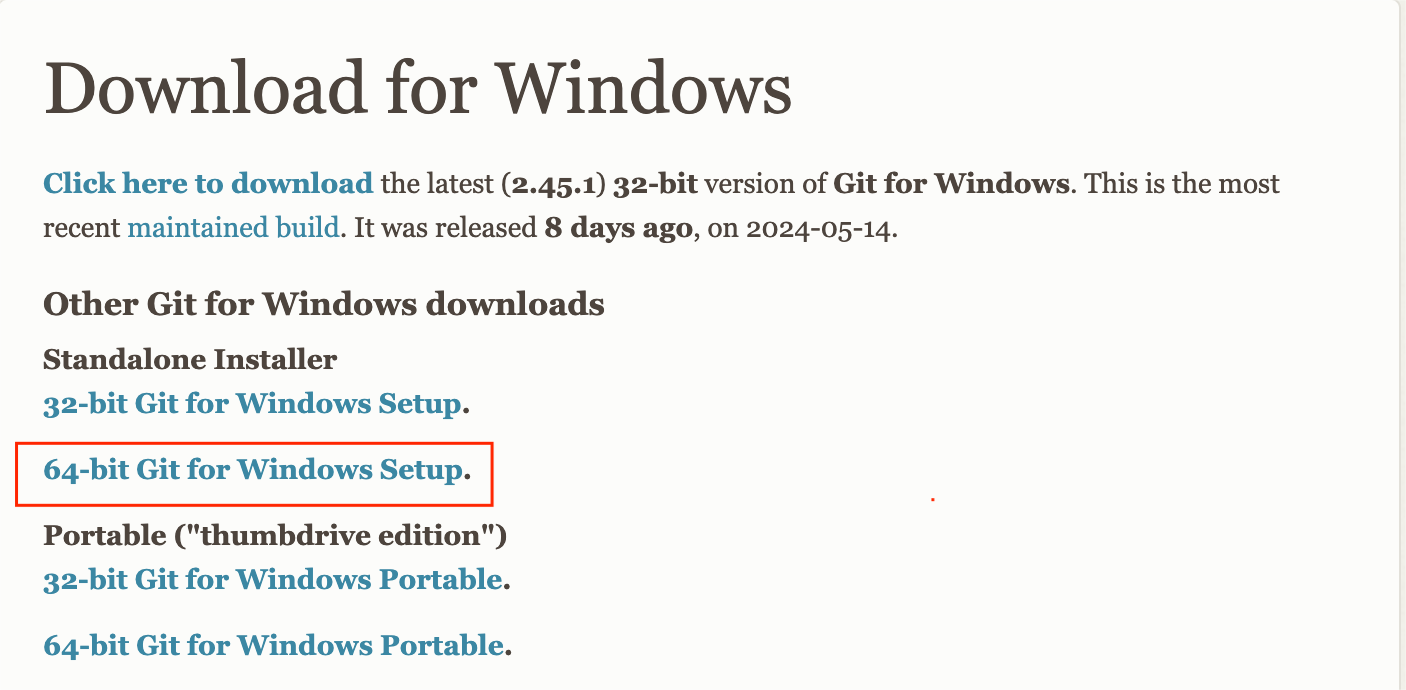 Download for Windows
Click here to download the latest (2.45.1) 32-bit version of Git for Windows. This is the most
recent maintained build. It was released 8 days ago, on 2024-05-14.
Other Git for Windows downloads
Standalone Installer
32-bit Git for Windows Setup.
64-bit Git for Windows Setup.
Portable ("thumbdrive edition")
32-bit Git for Windows Portable.
64-bit Git for Windows Portable.